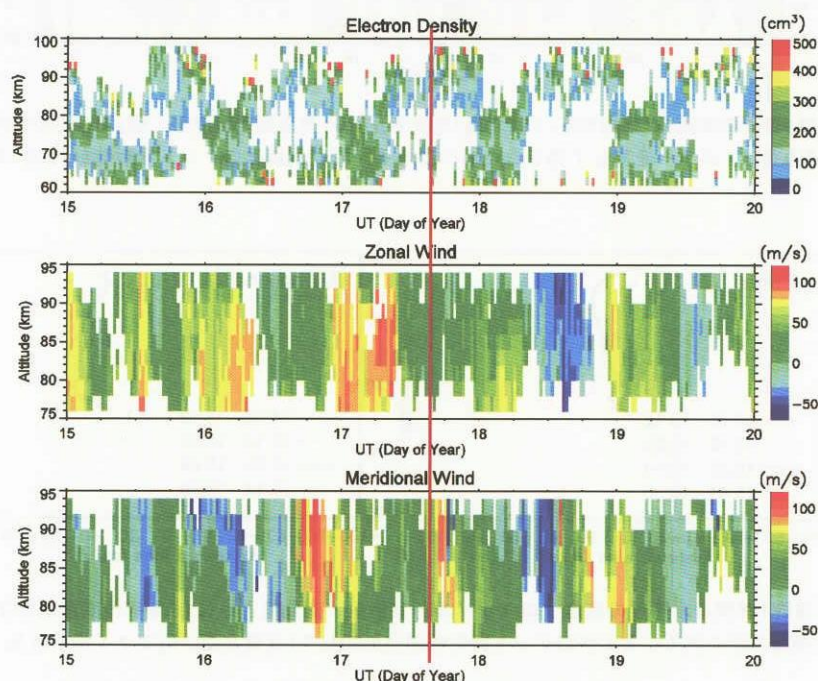 Electron Density
(cm³)
Altitude (km)
100
90
80
70
60
500
400
300
200
100
0
15 16 17 18 19 20
UT (Day of Year)
Zonal Wind
(m/s)
Altitude (km)
95
90
85
80
75
100
50
0
−50
15 16 17 18 19 20
UT (Day of Year)
Meridional Wind
(m/s)
Altitude (km)
95
90
85
80
75
100
50
0
−50
15 16 17 18 19 20
UT (Day of Year)